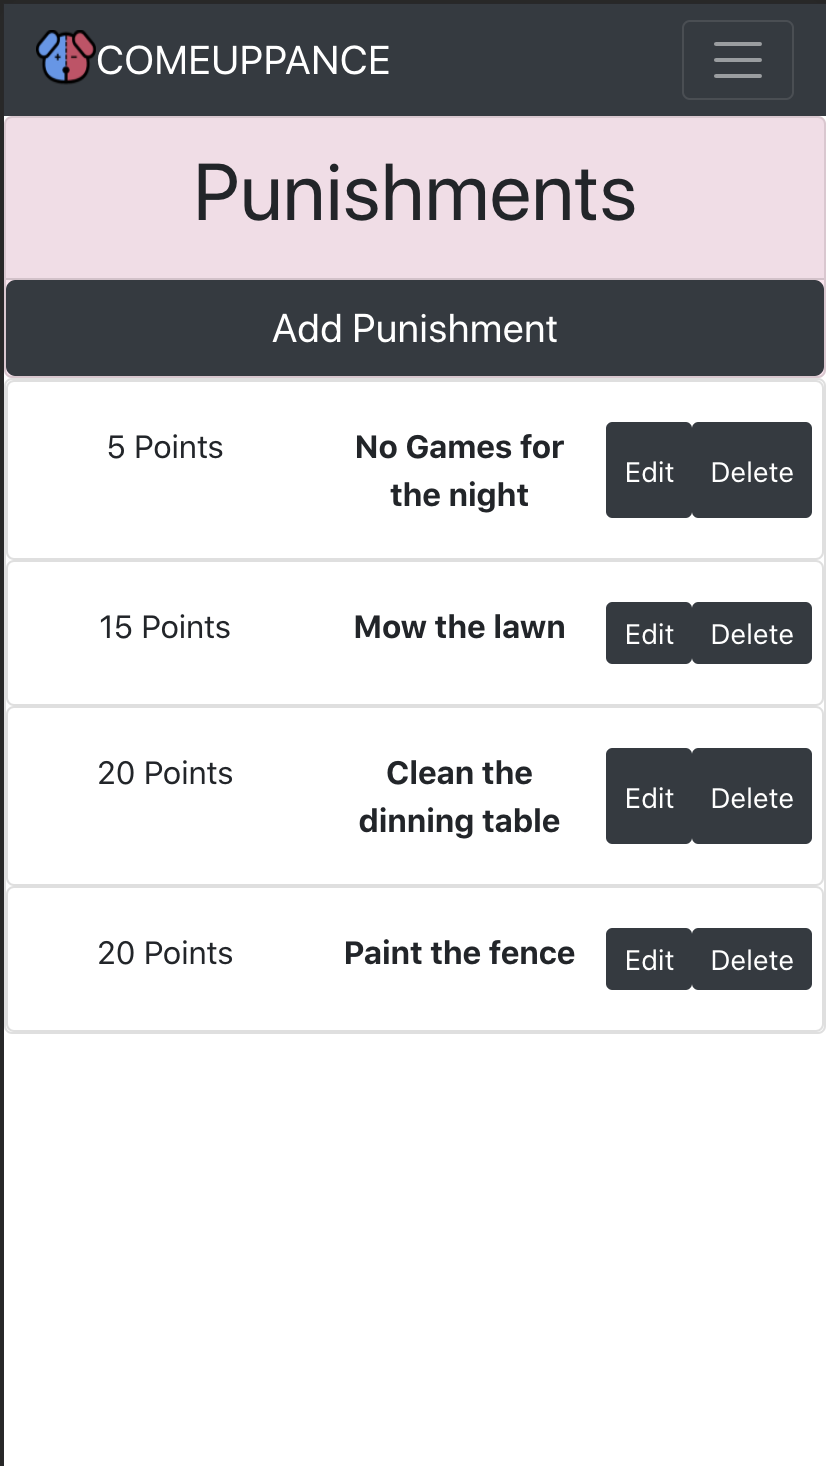 COMEUPPANCE
Punishments
Add Punishment
5 Points
No Games for
the night
Edit
Delete
15 Points
Mow the lawn
Edit
Delete
20 Points
Clean the
dinning table
Edit
Delete
20 Points
Paint the fence
Edit
Delete